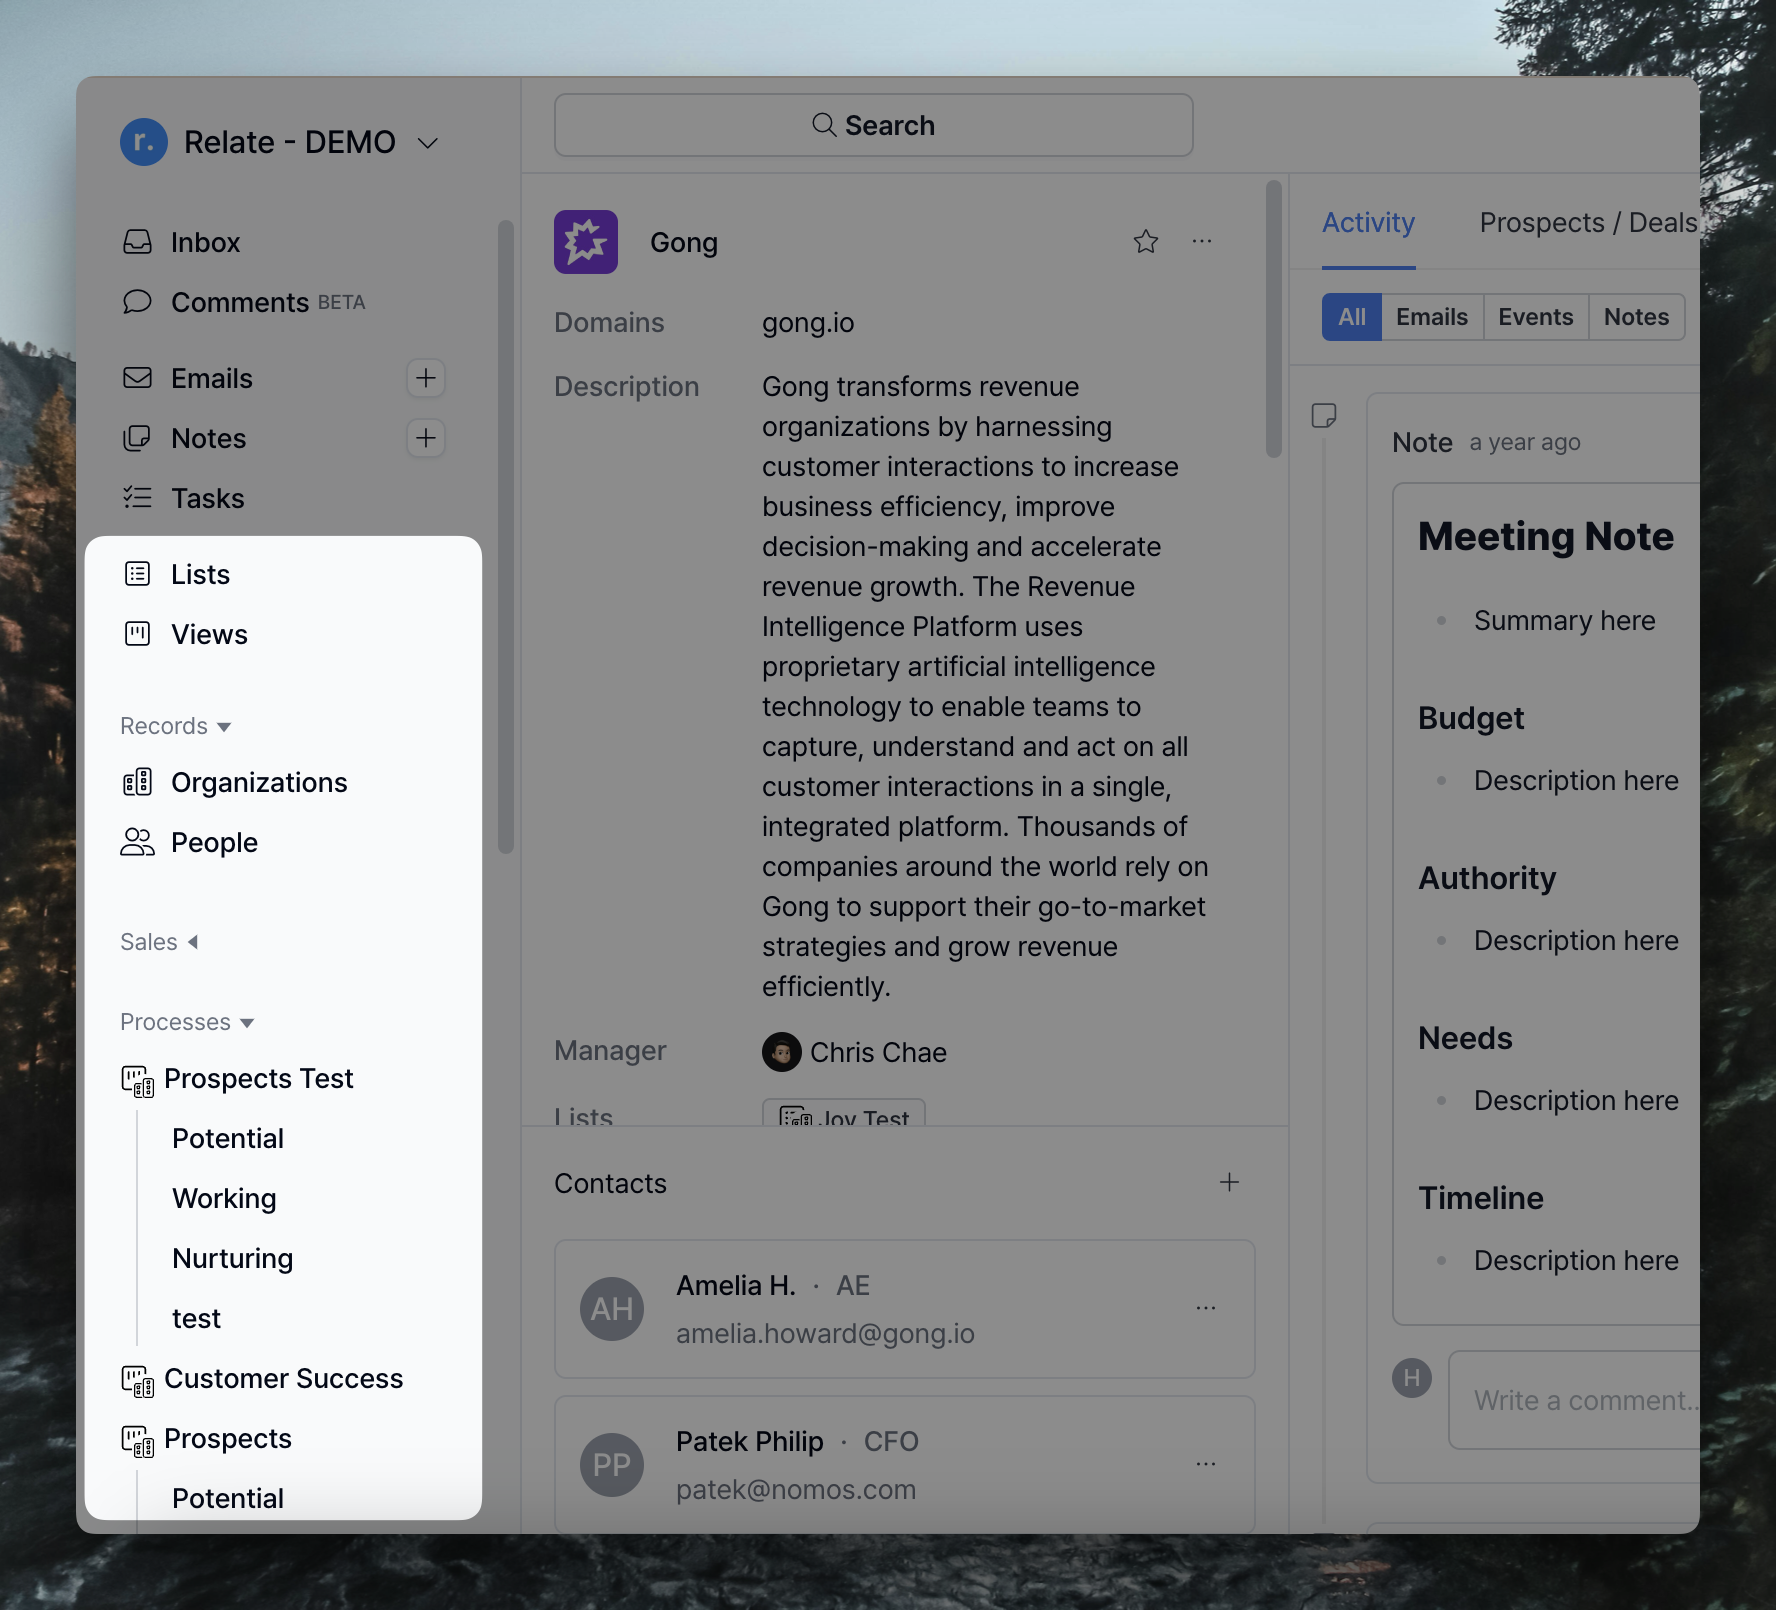 r. Relate - DEMO
Inbox
Comments BETA
Emails
Notes
Tasks
Lists
Views
Records
Organizations
People
Sales
Processes
Prospects Test
Potential
Working
Nurturing
test
Customer Success
Prospects
Potential
Search
Gong
Domains gong.io
Description Gong transforms revenue
organizations by harnessing
customer interactions to increase
business efficiency, improve
decision-making and accelerate
revenue growth. The Revenue
Intelligence Platform uses
proprietary artificial intelligence
technology to enable teams to
capture, understand and act on all
customer interactions in a single,
integrated platform. Thousands of
companies around the world rely on
Gong to support their go-to-market
strategies and grow revenue
efficiently.
Manager Chris Chae
Lists Joy Test
Contacts
AH Amelia H. · AE
amelia.howard@gong.io
PP Patek Philip · CFO
patek@nomos.com
Activity Prospects / Deals
All Emails Events Notes
Note a year ago
Meeting Note
Summary here
Budget
Description here
Authority
Description here
Needs
Description here
Timeline
Description here
H Write a comment..